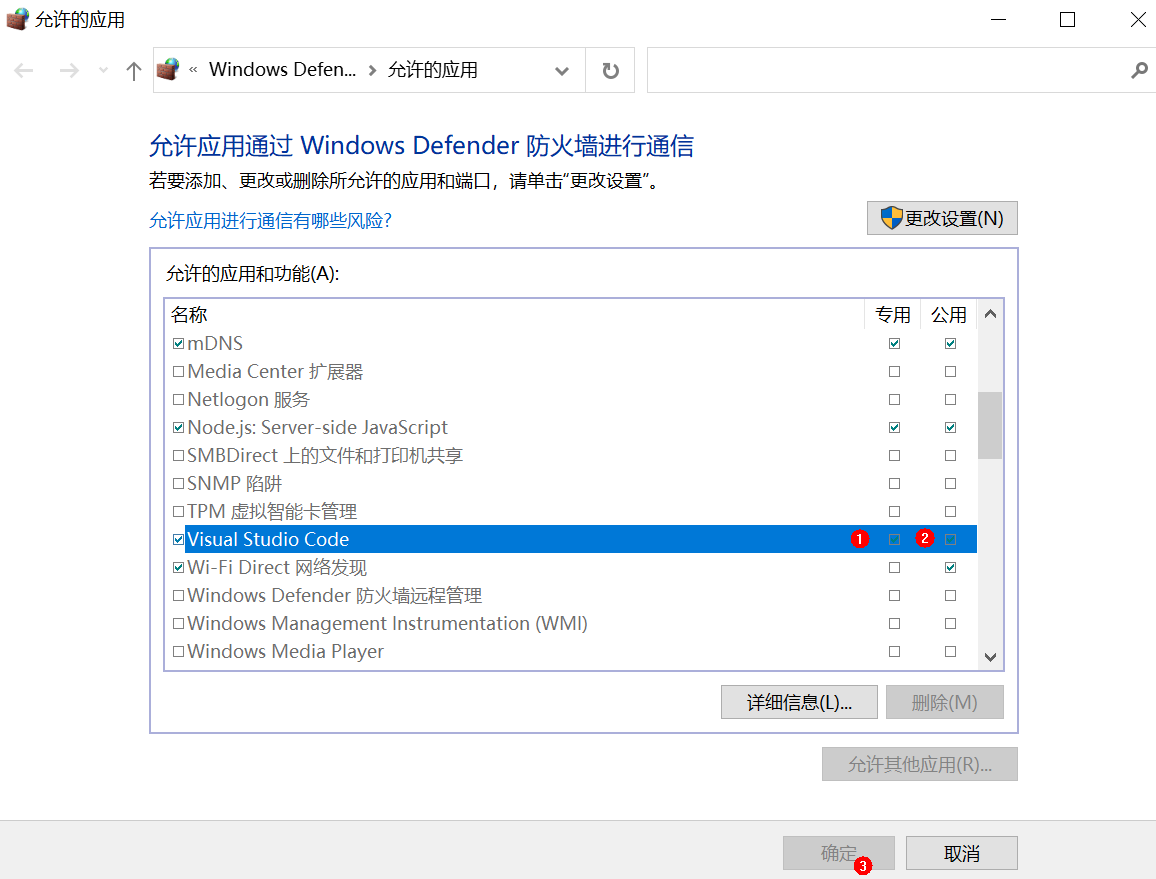 允许的应用
« Windows Defen... > 允许的应用
允许应用通过 Windows Defender 防火墙进行通信
若要添加、更改或删除所允许的应用和端口，请单击“更改设置”。
允许应用进行通信有哪些风险?
更改设置(N)
允许的应用和功能(A):
名称 专用 公用
mDNS
Media Center 扩展器
Netlogon 服务
Node.js: Server-side JavaScript
SMBDirect 上的文件和打印机共享
SNMP 陷阱
TPM 虚拟智能卡管理
Visual Studio Code 1 2
Wi-Fi Direct 网络发现
Windows Defender 防火墙远程管理
Windows Management Instrumentation (WMI)
Windows Media Player
详细信息(L)... 删除(M)
允许其他应用(R)...
确定 3 取消